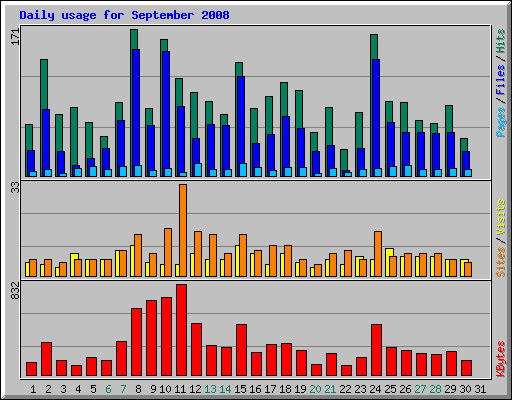 Daily usage for September 2008
171
Pages / Files / Hits
33
Sites / Visits
832
KBytes
1 2 3 4 5 6 7 8 9 10 11 12 13 14 15 16 17 18 19 20 21 22 23 24 25 26 27 28 29 30 31